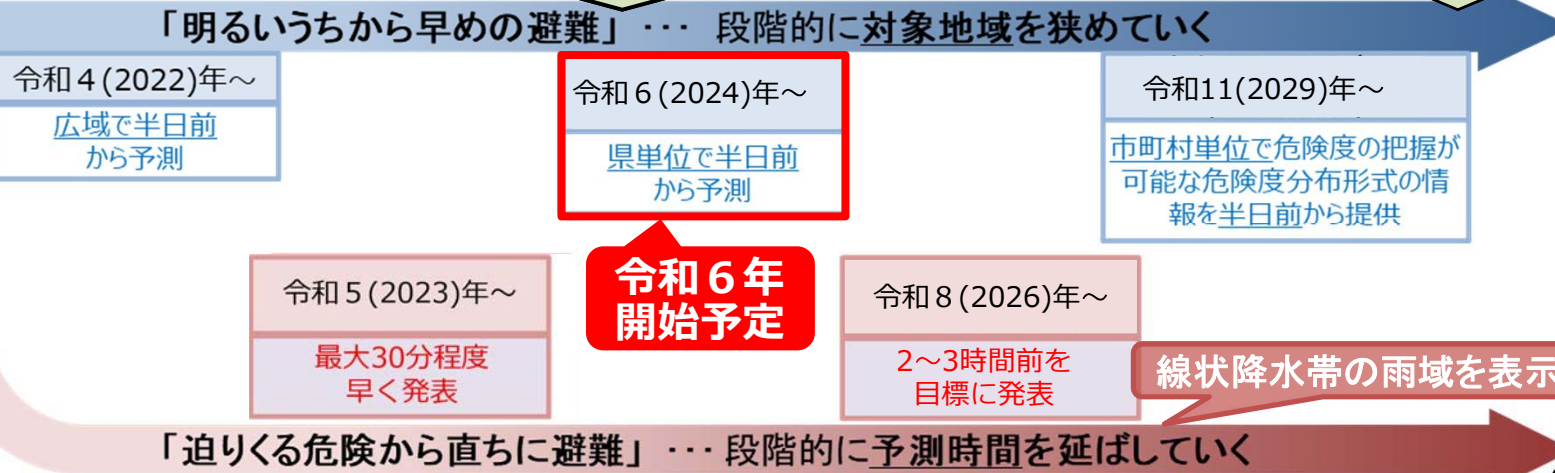 「明るいうちから早めの避難」・・・ 段階的に対象地域を狭めていく
令和４(2022)年～
広域で半日前
から予測
令和６(2024)年～
県単位で半日前
から予測
令和11(2029)年～
市町村単位で危険度の把握が
可能な危険度分布形式の情
報を半日前から提供
令和６年
開始予定
令和５(2023)年～
最大30分程度
早く発表
令和８(2026)年～
2～3時間前を
目標に発表
線状降水帯の雨域を表示
「迫りくる危険から直ちに避難」・・・段階的に予測時間を延ばしていく